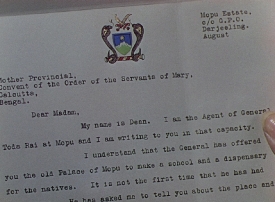 Mopu Estate,
c/o G.P.O.
Darjeeling.
August
Mother Provincial,
Convent of the Order of the Servants of Mary,
Calcutta,
Bengal.
Dear Madam,
My name is Dean. I am the Agent of General
Toda Rai at Mopu and I am writing to you in that capacity.
I understand that the General has offered
you the old Palace of Mopu to make a school and a dispensary
for the natives. It is not the first time that he has had
He has asked me to tell you about the place and